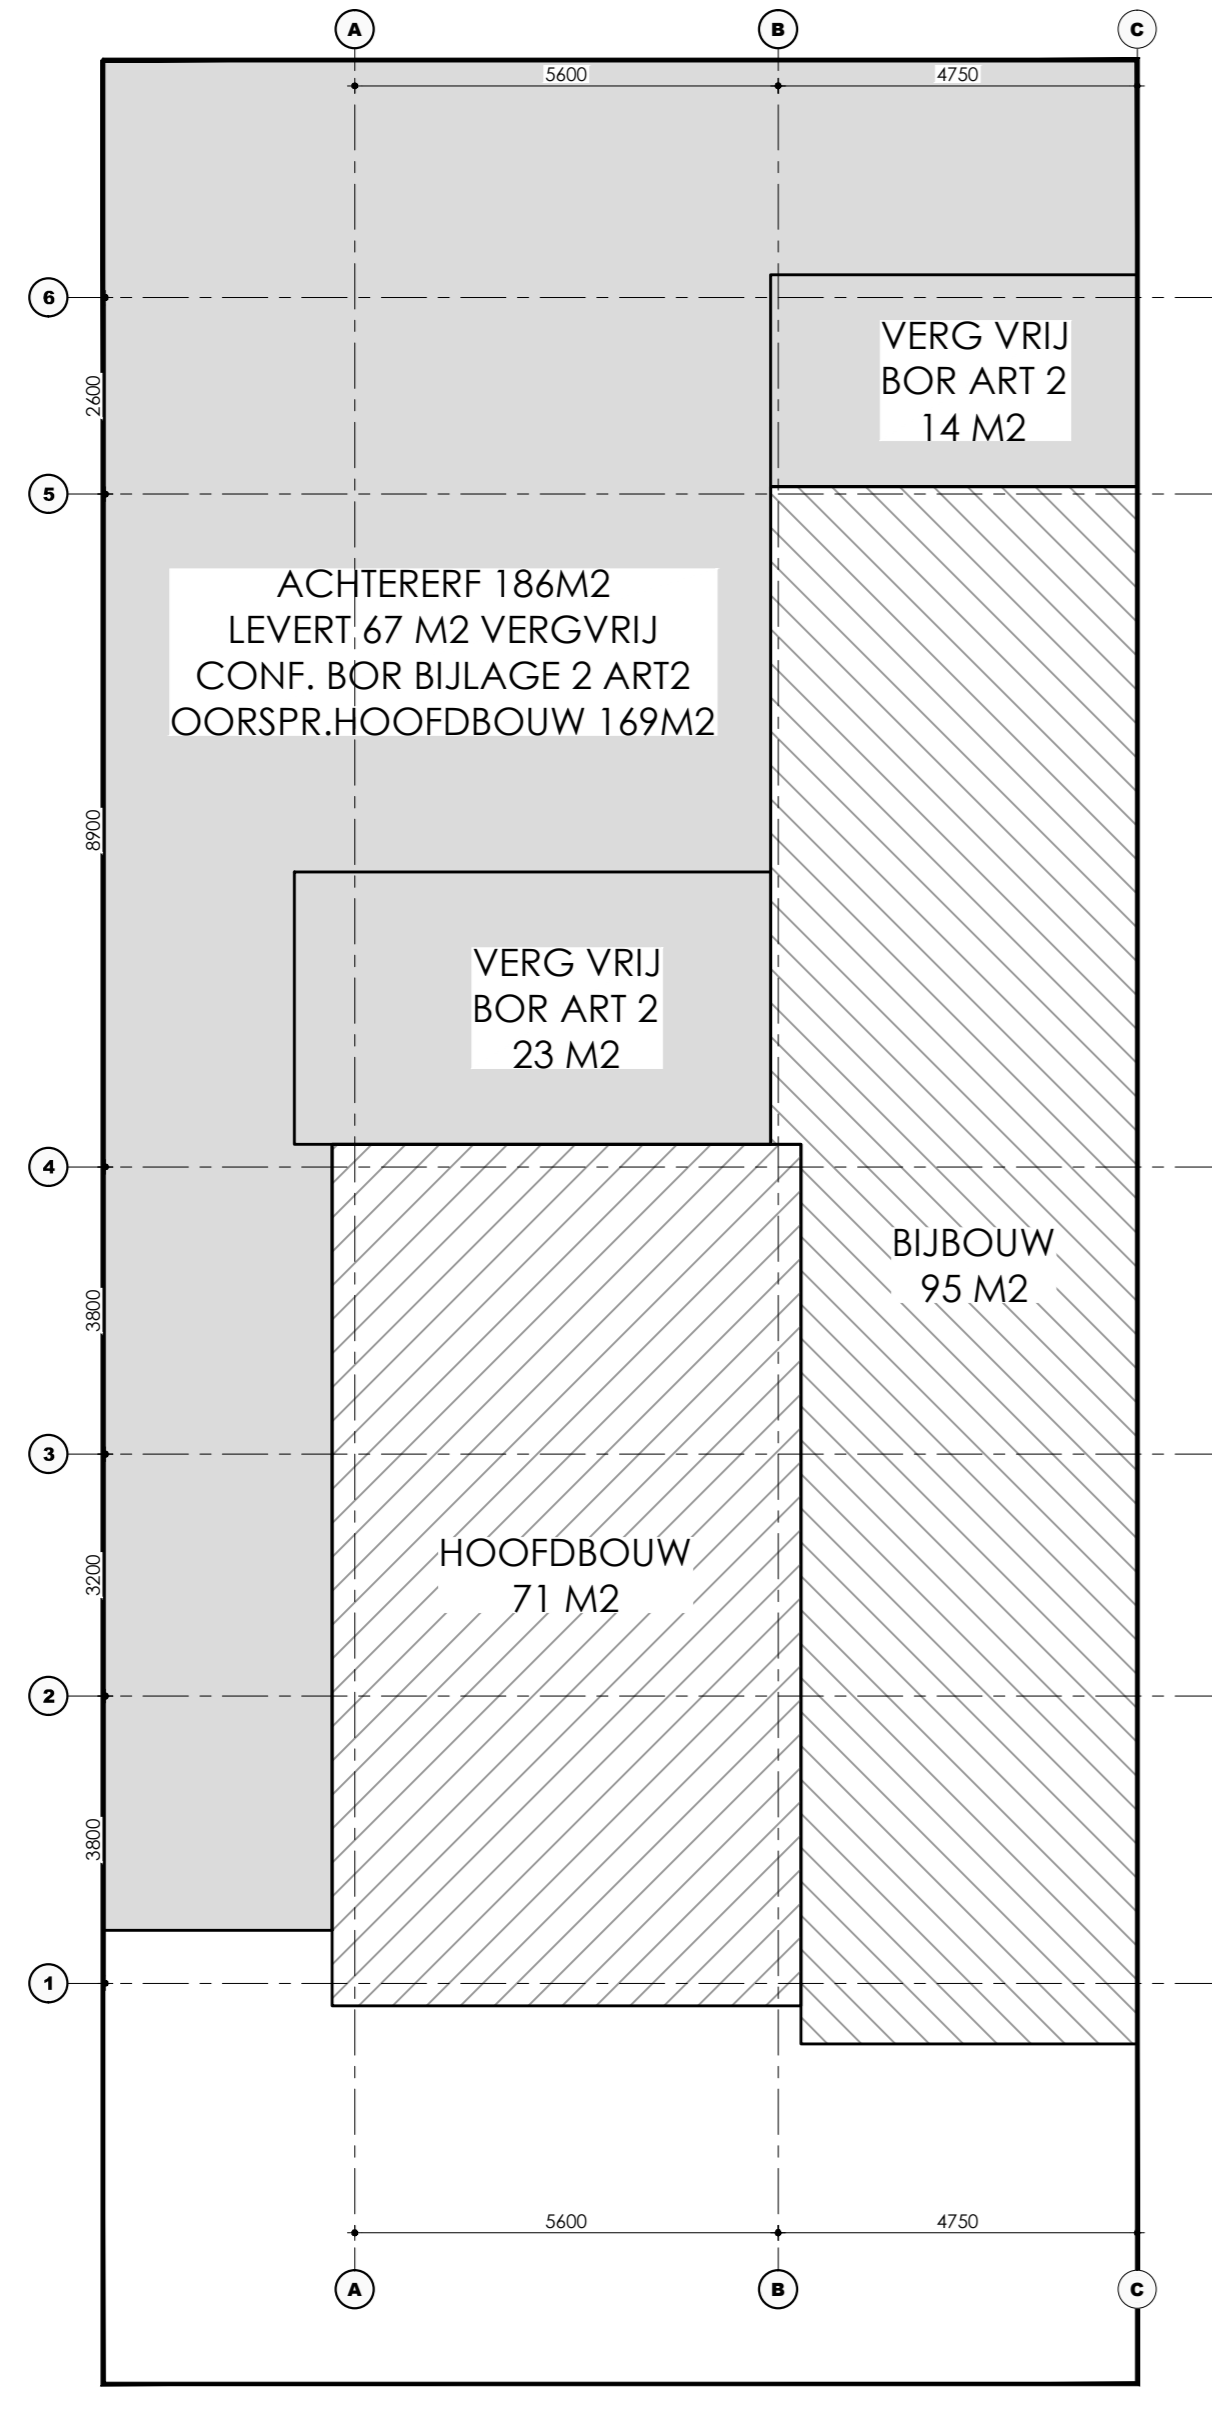 A
B
C
5600
4750
6
VERG VRIJ
BOR ART 2
14 M2
2600
5
ACHTERERF 186M2
LEVERT 67 M2 VERGVRIJ
CONF. BOR BIJLAGE 2 ART2
OORSPR.HOOFDBOUW 169M2
8900
VERG VRIJ
BOR ART 2
23 M2
4
BIJBOUW
95 M2
3800
3
HOOFDBOUW
71 M2
3200
2
3800
1
5600
4750
A
B
C